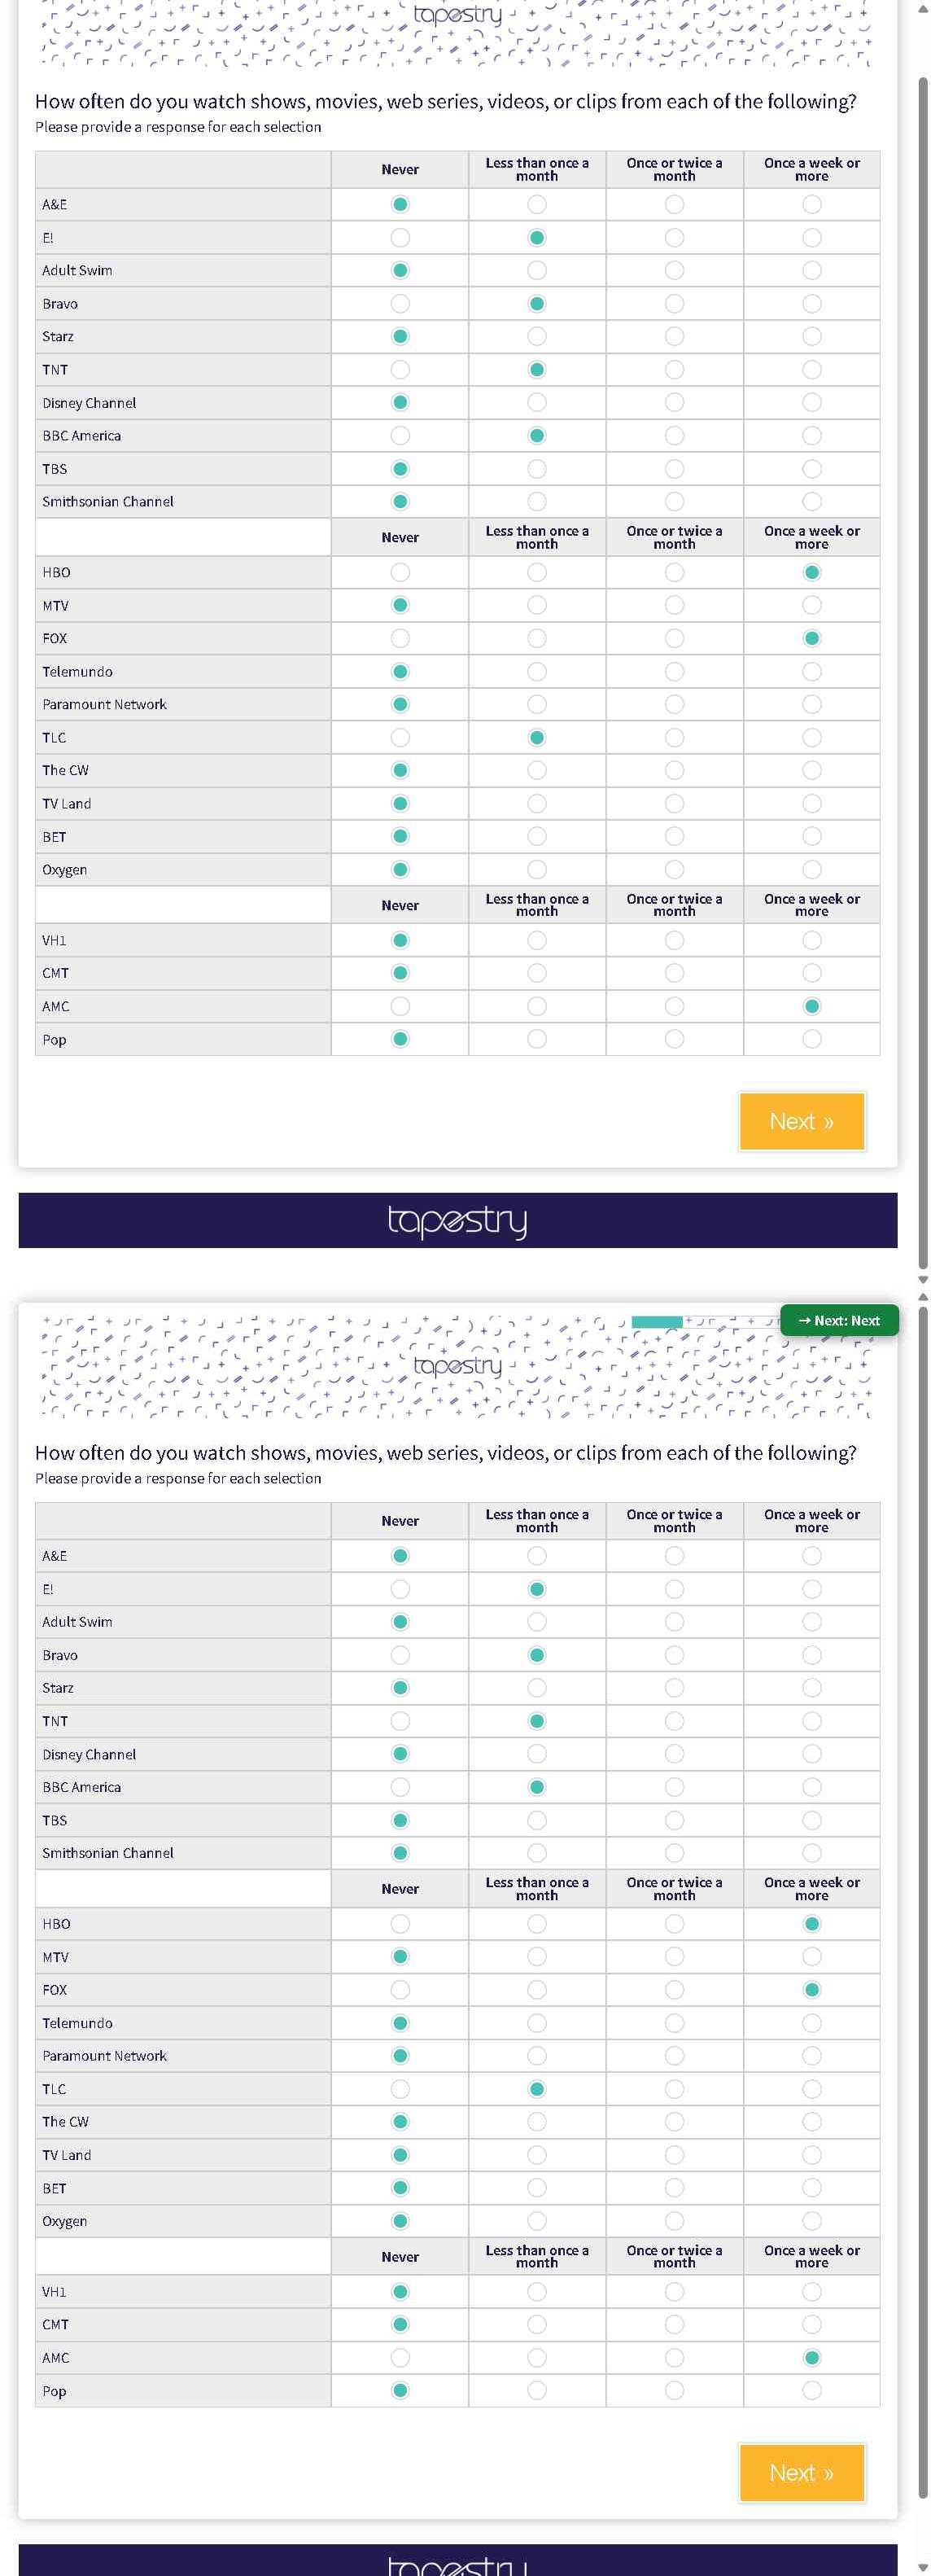 tapestry
How often do you watch shows, movies, web series, videos, or clips from each of the following?
Please provide a response for each selection
Never Less than once a month Once or twice a month Once a week or more
A&E
E!
Adult Swim
Bravo
Starz
TNT
Disney Channel
BBC America
TBS
Smithsonian Channel
Never Less than once a month Once or twice a month Once a week or more
HBO
MTV
FOX
Telemundo
Paramount Network
TLC
The CW
TV Land
BET
Oxygen
Never Less than once a month Once or twice a month Once a week or more
VH1
CMT
AMC
Pop
Next »
tapestry
→ Next: Next
tapestry
How often do you watch shows, movies, web series, videos, or clips from each of the following?
Please provide a response for each selection
Never Less than once a month Once or twice a month Once a week or more
A&E
E!
Adult Swim
Bravo
Starz
TNT
Disney Channel
BBC America
TBS
Smithsonian Channel
Never Less than once a month Once or twice a month Once a week or more
HBO
MTV
FOX
Telemundo
Paramount Network
TLC
The CW
TV Land
BET
Oxygen
Never Less than once a month Once or twice a month Once a week or more
VH1
CMT
AMC
Pop
Next »
tapestry